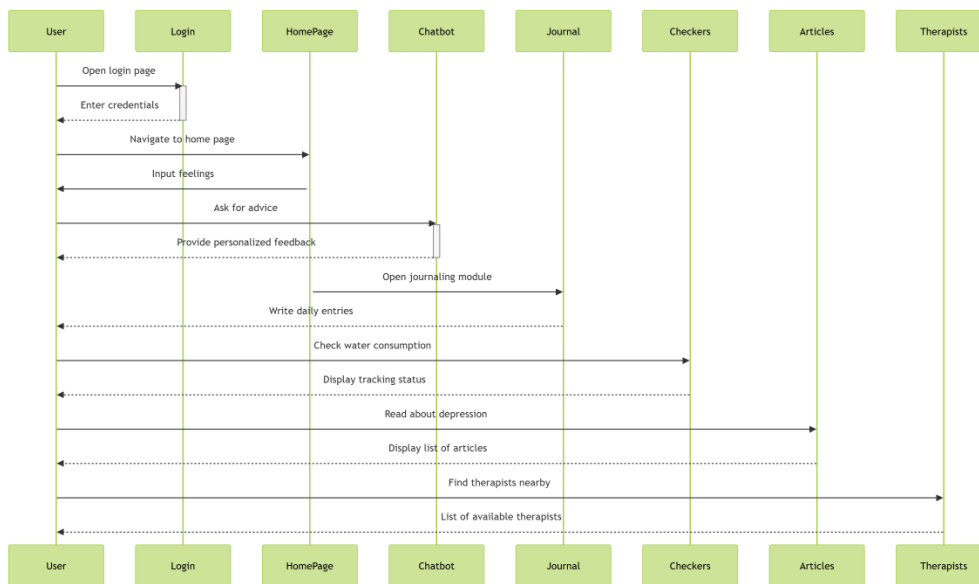 User Login HomePage Chatbot Journal Checkers Articles Therapists
Open login page
Enter credentials
Navigate to home page
Input feelings
Ask for advice
Provide personalized feedback
Open journaling module
Write daily entries
Check water consumption
Display tracking status
Read about depression
Display list of articles
Find therapists nearby
List of available therapists
User Login HomePage Chatbot Journal Checkers Articles Therapists